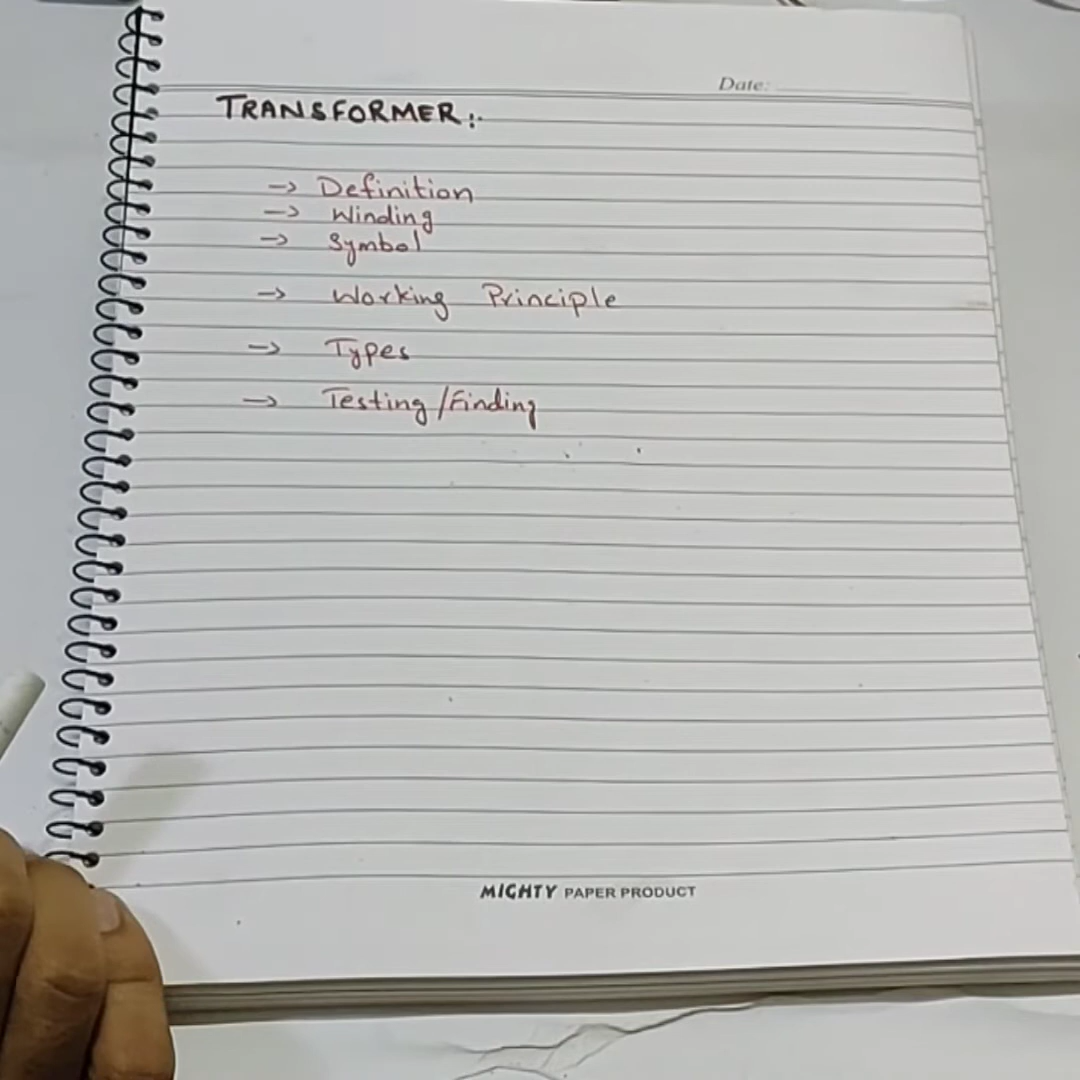 Date:
TRANSFORMER:-
→ Definition
→ Winding
→ Symbol
→ Working Principle
→ Types
→ Testing/Finding
MIGHTY PAPER PRODUCT